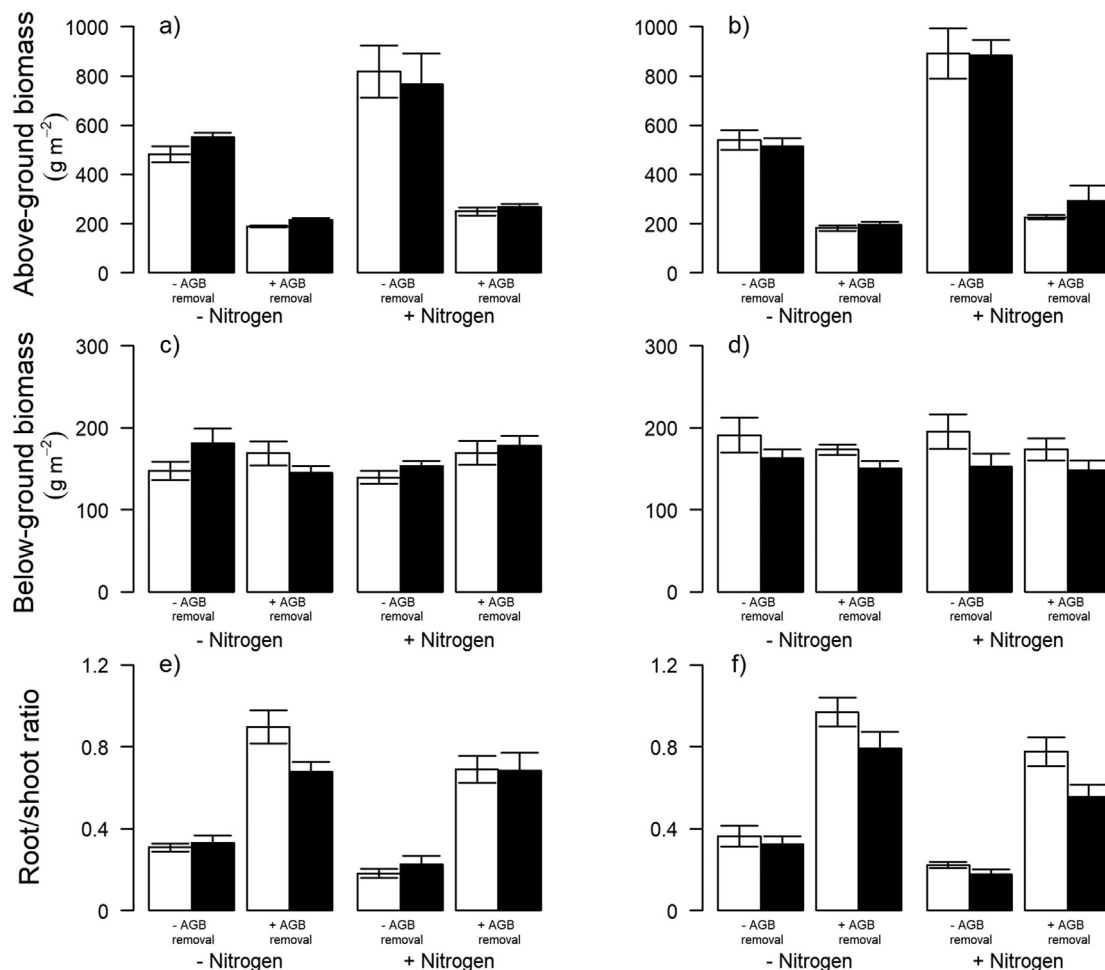 Above-ground biomass
(g m⁻²)
a)
1000
800
600
400
200
0
- AGB
removal
+ AGB
removal
- AGB
removal
+ AGB
removal
- Nitrogen
+ Nitrogen
b)
1000
800
600
400
200
0
- AGB
removal
+ AGB
removal
- AGB
removal
+ AGB
removal
- Nitrogen
+ Nitrogen
Below-ground biomass
(g m⁻²)
c)
300
200
100
0
- AGB
removal
+ AGB
removal
- AGB
removal
+ AGB
removal
- Nitrogen
+ Nitrogen
d)
300
200
100
0
- AGB
removal
+ AGB
removal
- AGB
removal
+ AGB
removal
- Nitrogen
+ Nitrogen
Root/shoot ratio
e)
1.2
0.8
0.4
0
- AGB
removal
+ AGB
removal
- AGB
removal
+ AGB
removal
- Nitrogen
+ Nitrogen
f)
1.2
0.8
0.4
0
- AGB
removal
+ AGB
removal
- AGB
removal
+ AGB
removal
- Nitrogen
+ Nitrogen